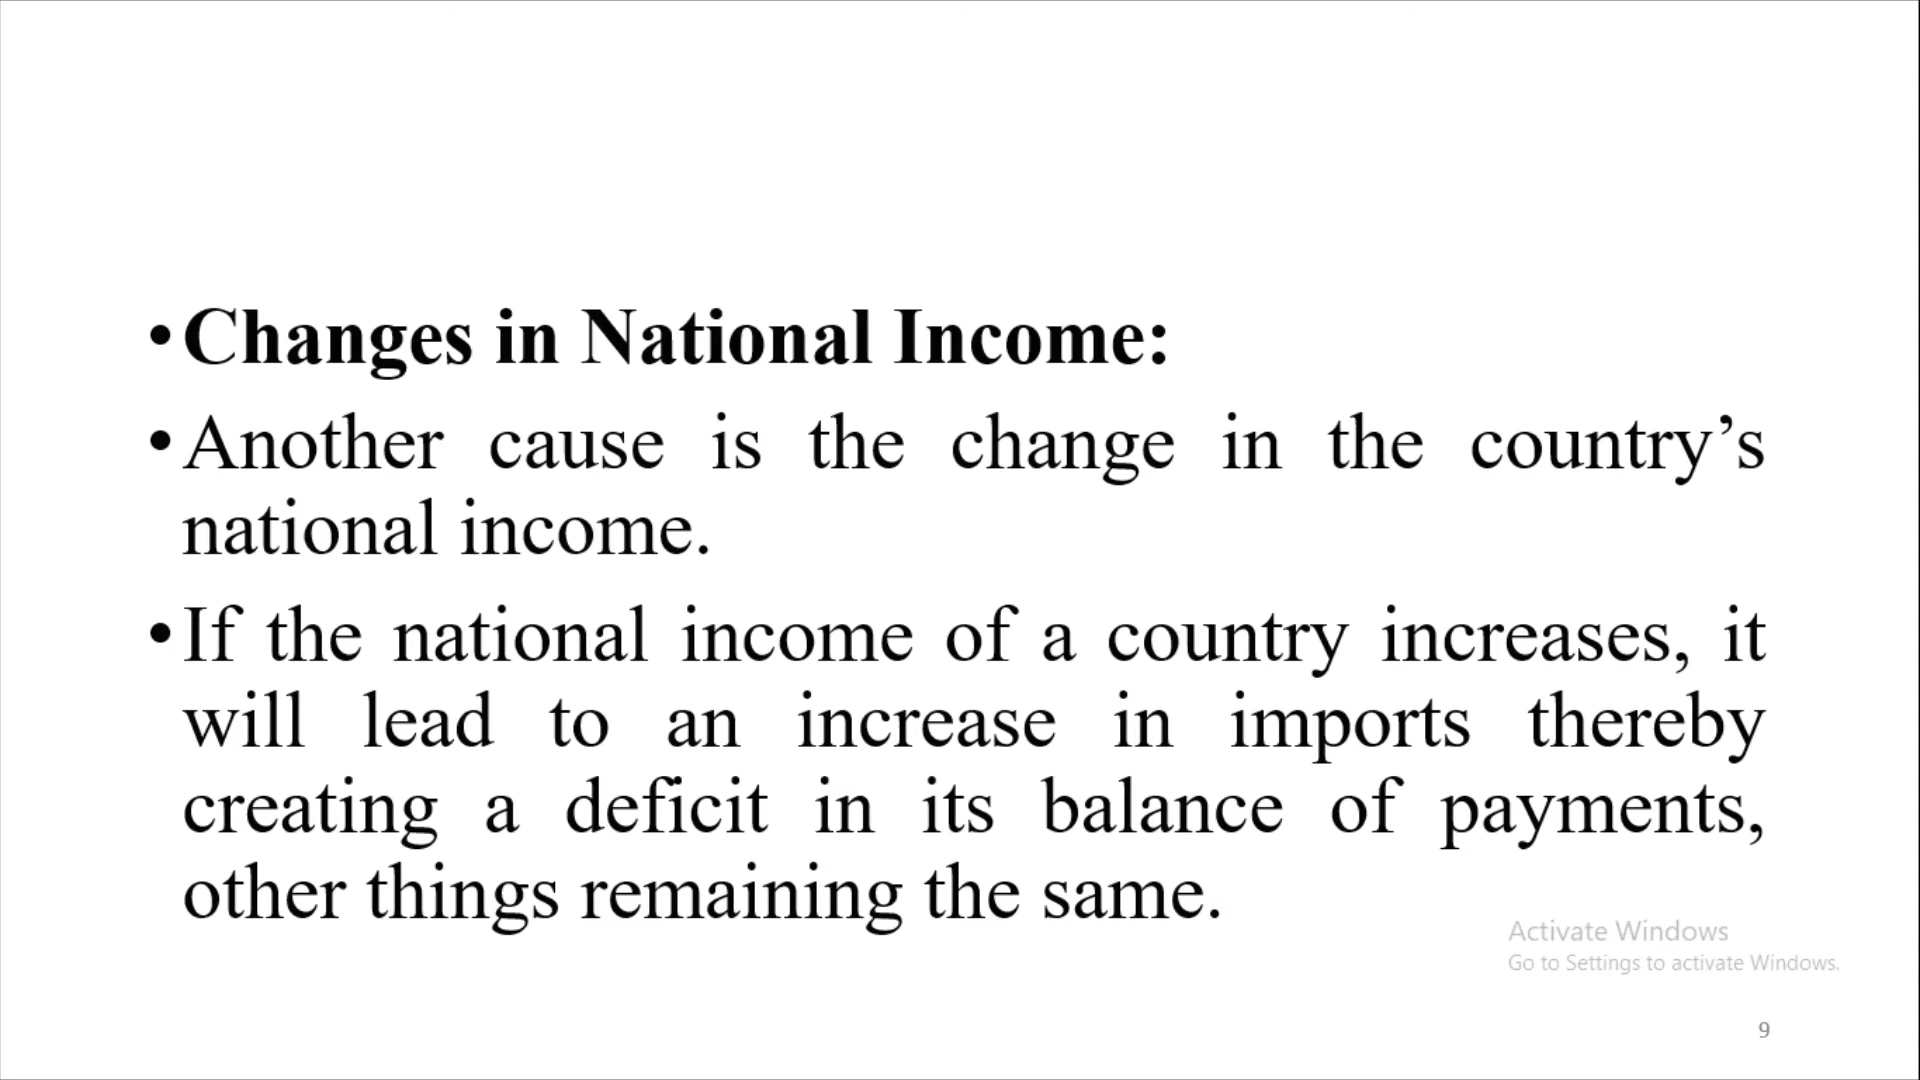 •Changes in National Income:
•Another cause is the change in the country’s
national income.
•If the national income of a country increases, it
will lead to an increase in imports thereby
creating a deficit in its balance of payments,
other things remaining the same.
Activate Windows
Go to Settings to activate Windows.
9